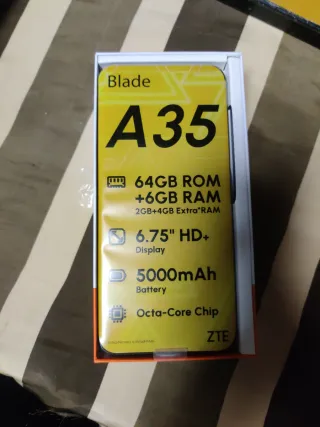 Blade
A35
64GB ROM
+6GB RAM
2GB+4GB Extra*RAM
6.75" HD+
Display
5000mAh
Battery
Octa-Core Chip
ZTE